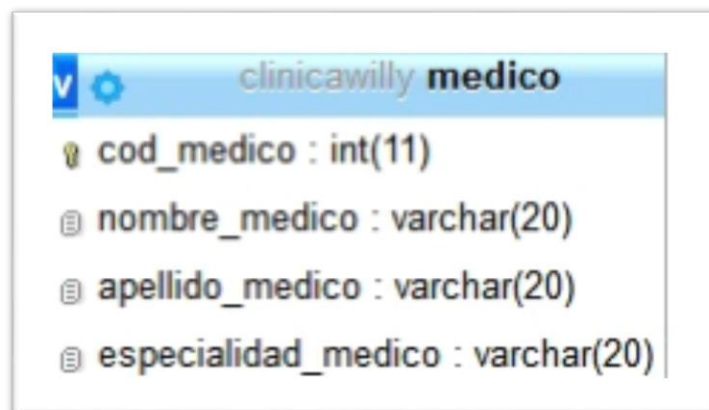 v clinicawilly medico
cod_medico : int(11)
nombre_medico : varchar(20)
apellido_medico : varchar(20)
especialidad_medico : varchar(20)